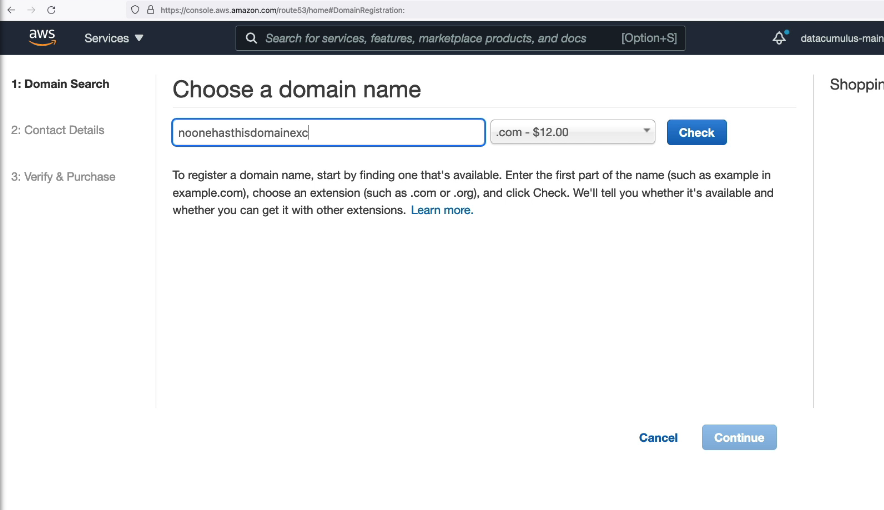 https://console.aws.amazon.com/route53/home#DomainRegistration:
aws
Services
Search for services, features, marketplace products, and docs
[Option+S]
datacumulus-main
1: Domain Search
2: Contact Details
3: Verify & Purchase
Choose a domain name
noonehasthisdomainexc
.com - $12.00
Check
To register a domain name, start by finding one that's available. Enter the first part of the name (such as example in
example.com), choose an extension (such as .com or .org), and click Check. We'll tell you whether it's available and
whether you can get it with other extensions. Learn more.
Shoppin
Cancel
Continue